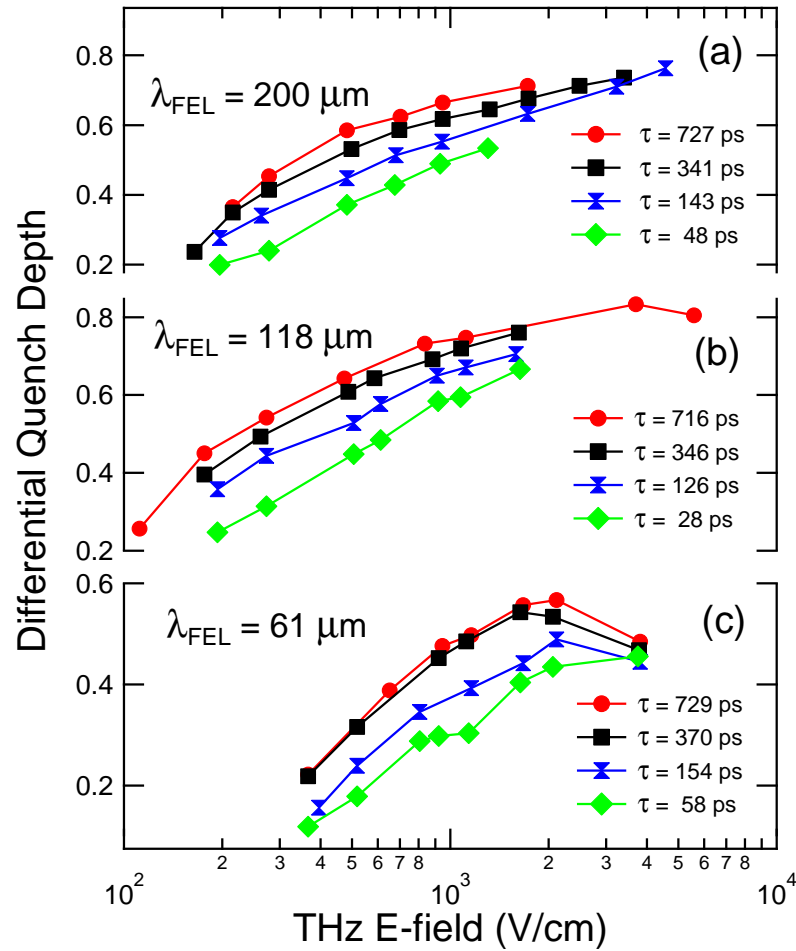 Differential Quench Depth
10²
10³
10⁴
(a)
λFEL = 200 μm
0.8
0.6
0.4
0.2
τ = 727 ps
τ = 341 ps
τ = 143 ps
τ = 48 ps
(b)
λFEL = 118 μm
0.8
0.6
0.4
0.2
τ = 716 ps
τ = 346 ps
τ = 126 ps
τ = 28 ps
(c)
λFEL = 61 μm
0.6
0.4
0.2
τ = 729 ps
τ = 370 ps
τ = 154 ps
τ = 58 ps
2 3 4 5 6 7 8 2 3 4 5 6 7 8
10² 10³ 10⁴
THz E-field (V/cm)